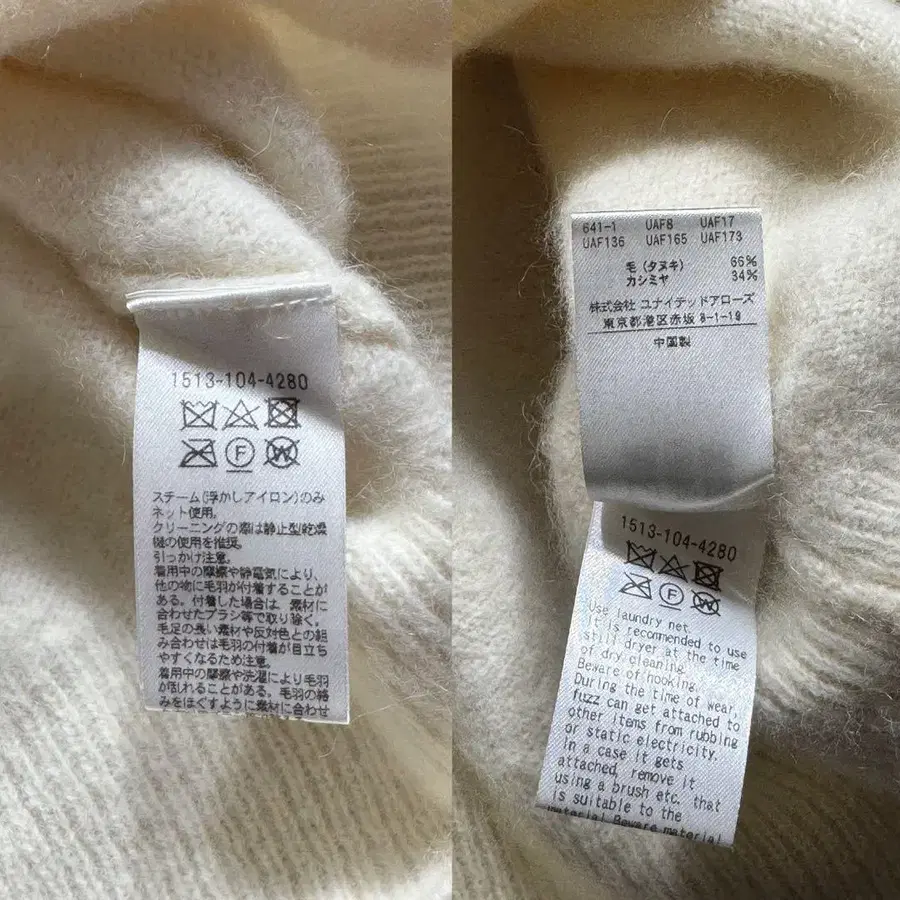 1513-104-4280
F
W
スチーム(浮かしアイロン)のみ
ネット使用。
クリーニングの際は静止型乾燥
機の使用を推奨。
引っかけ注意。
着用中の摩擦や静電気により、
他の物に毛羽が付着することが
ある。付着した場合は、素材に
合わせたブラシ等で取り除く。
毛足の長い素材や反対色との組
み合わせは毛羽の付着が目立ち
やすくなるため注意。
着用中の摩擦や洗濯により毛羽
が乱れることがある。毛羽の絡
みをほぐすように素材に合わせ
641-1 UAF8 UAF17
UAF136 UAF165 UAF173
毛(タヌキ) 66%
カシミヤ 34%
株式会社 ユナイテッドアローズ
東京都港区赤坂 8-1-19
中国製
1513-104-4280
F
W
Use laundry net.
It is recommended to use
still dryer at the time
of dry cleaning.
Beware of hooking.
During the time of wear,
fuzz can get attached to
other items from rubbing
or static electricity.
In a case it gets
attached, remove it
using a brush etc. that
is suitable to the
material.Beware material